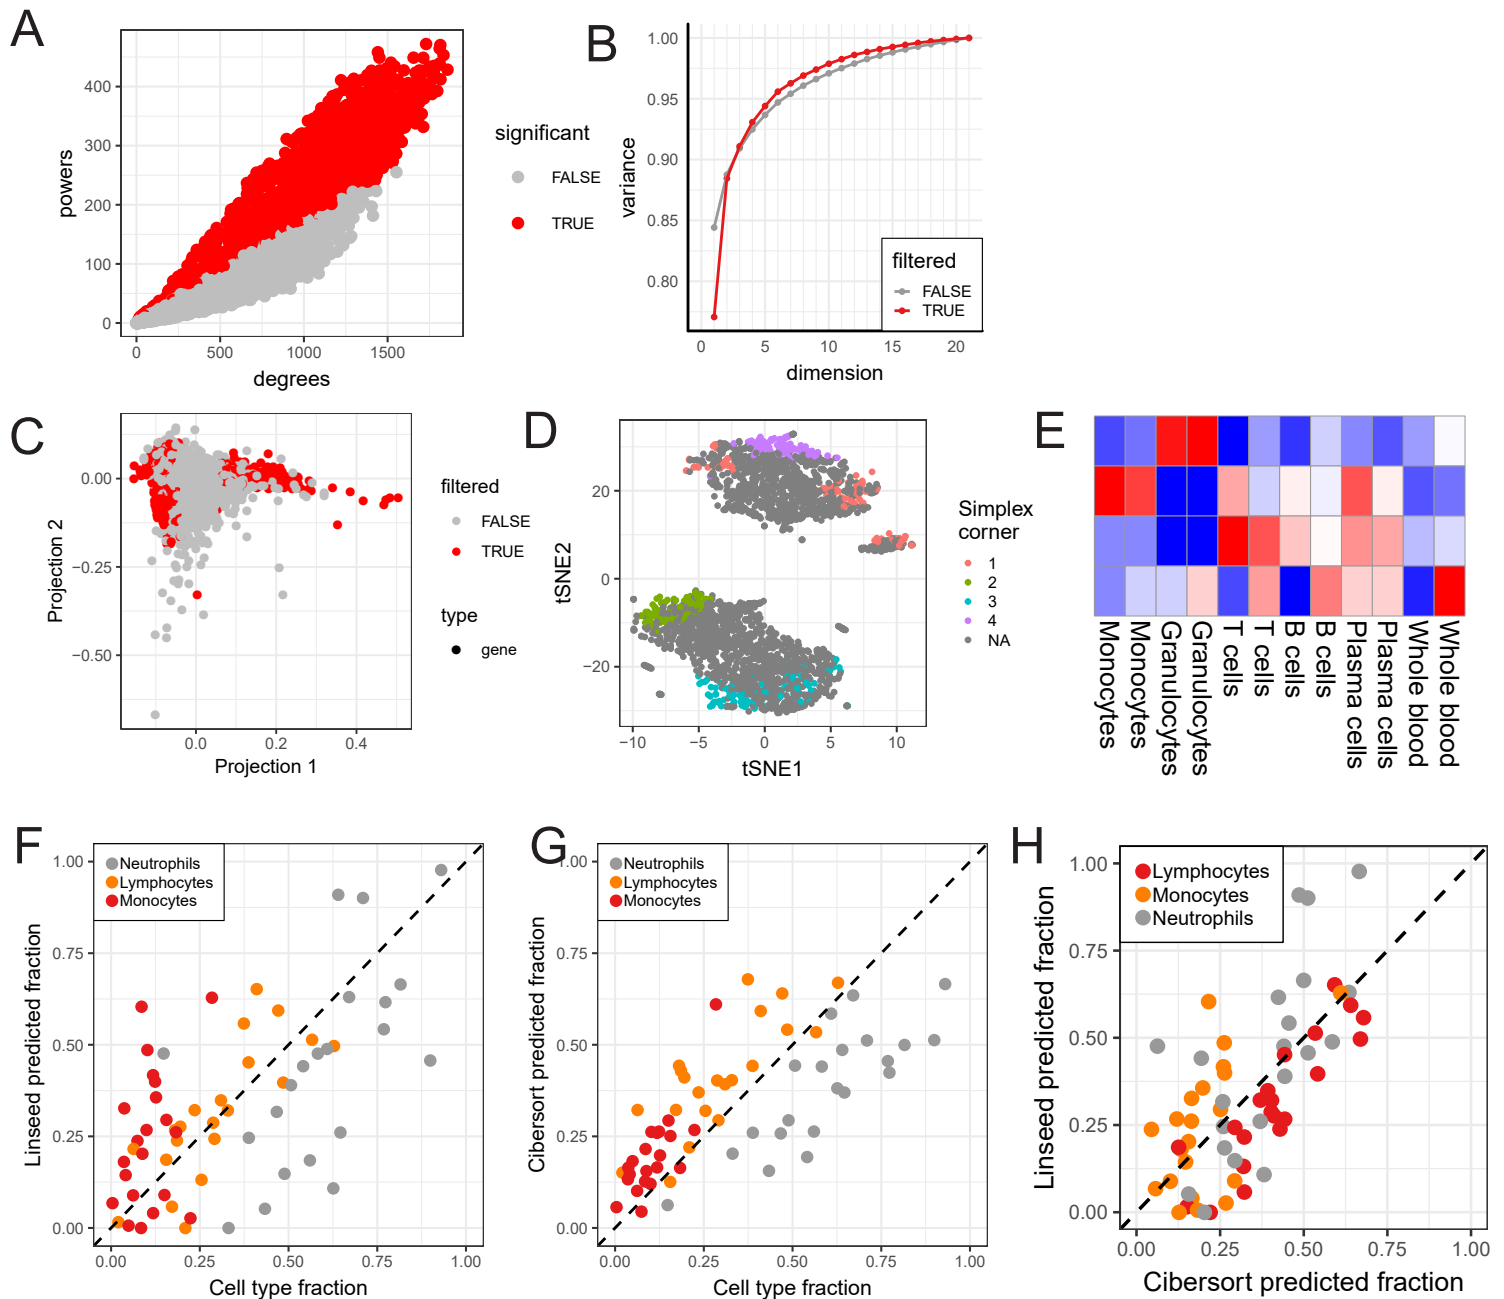 A
400
300
200
100
0
powers
0
500
1000
1500
degrees
significant
FALSE
TRUE
B
1.00
0.95
0.90
0.85
0.80
variance
0
5
10
15
20
dimension
filtered
FALSE
TRUE
C
0.00
−0.25
−0.50
Projection 2
0.0
0.2
0.4
Projection 1
filtered
FALSE
TRUE
type
gene
D
20
0
−20
tSNE2
−10
−5
0
5
10
tSNE1
Simplex
corner
1
2
3
4
NA
E
Monocytes
Monocytes
Granulocytes
Granulocytes
T cells
T cells
B cells
B cells
Plasma cells
Plasma cells
Whole blood
Whole blood
F
1.00
0.75
0.50
0.25
0.00
Linseed predicted fraction
Neutrophils
Lymphocytes
Monocytes
0.00
0.25
0.50
0.75
1.00
Cell type fraction
G
1.00
0.75
0.50
0.25
0.00
Cibersort predicted fraction
Neutrophils
Lymphocytes
Monocytes
0.00
0.25
0.50
0.75
1.00
Cell type fraction
H
1.00
0.75
0.50
0.25
0.00
Linseed predicted fraction
Lymphocytes
Monocytes
Neutrophils
0.00
0.25
0.50
0.75
1.00
Cibersort predicted fraction